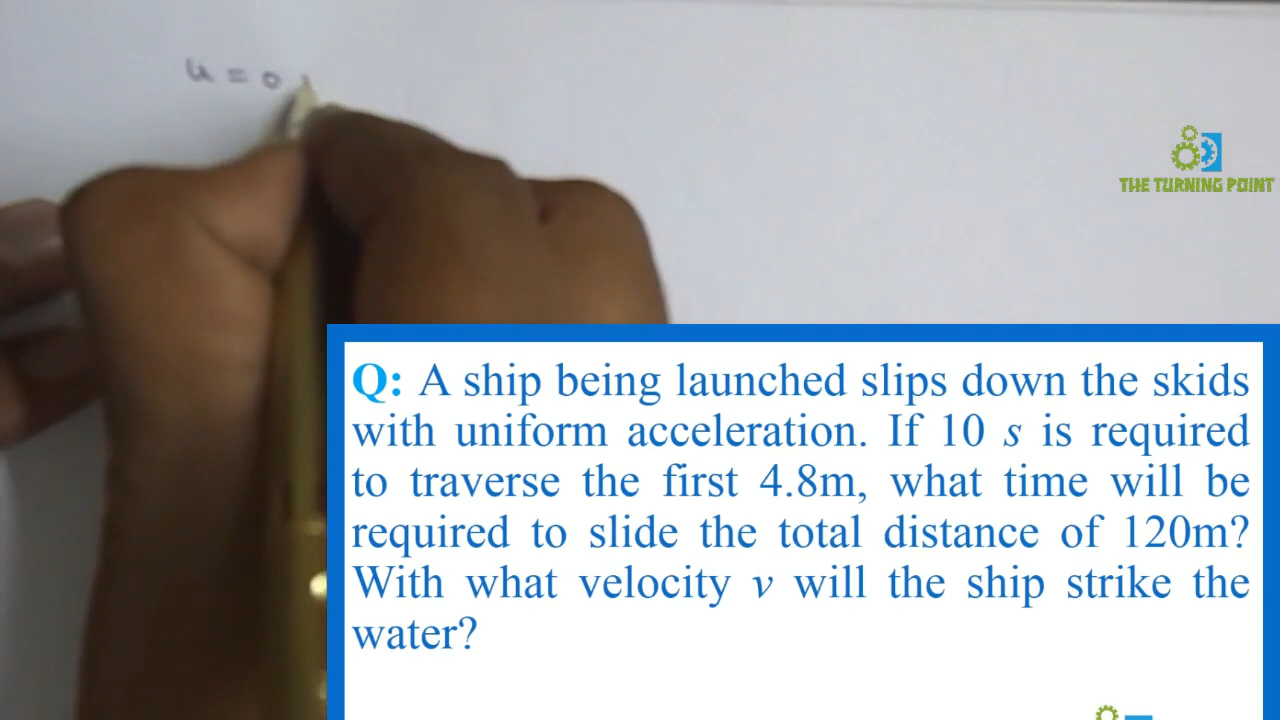 u = 0
THE TURNING POINT
Q: A ship being launched slips down the skids
with uniform acceleration. If 10 s is required
to traverse the first 4.8m, what time will be
required to slide the total distance of 120m?
With what velocity v will the ship strike the
water?